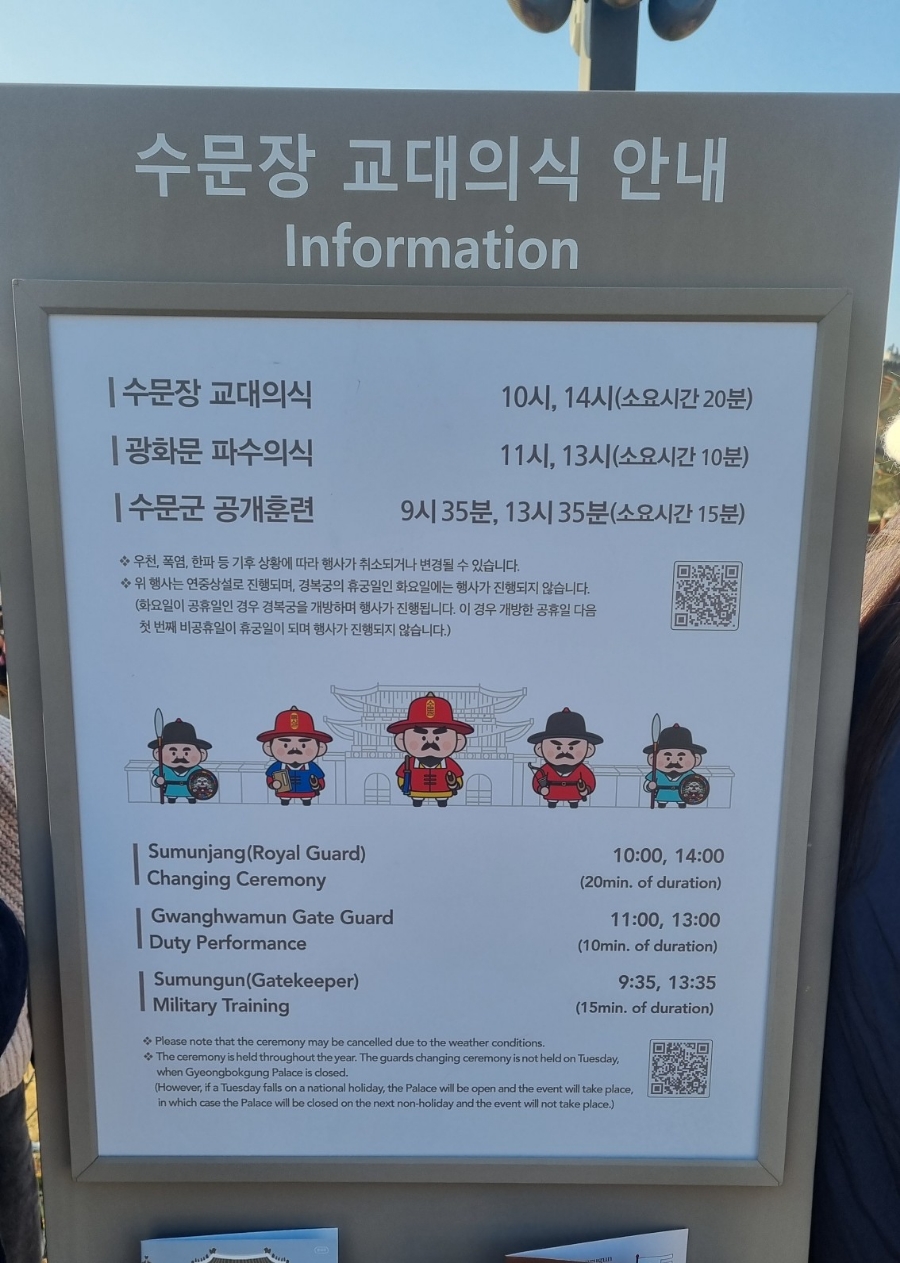 수문장 교대의식 안내
Information
수문장 교대의식 10시, 14시(소요시간 20분)
광화문 파수의식 11시, 13시(소요시간 10분)
수문군 공개훈련 9시 35분, 13시 35분(소요시간 15분)
❖ 우천, 폭염, 한파 등 기후 상황에 따라 행사가 취소되거나 변경될 수 있습니다.
❖ 위 행사는 연중상설로 진행되며, 경복궁의 휴궁일인 화요일에는 행사가 진행되지 않습니다.
(화요일이 공휴일인 경우 경복궁을 개방하며 행사가 진행됩니다. 이 경우 개방한 공휴일 다음
첫 번째 비공휴일이 휴궁일이 되며 행사가 진행되지 않습니다.)
Sumunjang(Royal Guard) 10:00, 14:00
Changing Ceremony (20min. of duration)
Gwanghwamun Gate Guard 11:00, 13:00
Duty Performance (10min. of duration)
Sumungun(Gatekeeper) 9:35, 13:35
Military Training (15min. of duration)
❖ Please note that the ceremony may be cancelled due to the weather conditions.
❖ The ceremony is held throughout the year. The guards changing ceremony is not held on Tuesday,
when Gyeongbokgung Palace is closed.
(However, if a Tuesday falls on a national holiday, the Palace will be open and the event will take place,
in which case the Palace will be closed on the next non-holiday and the event will not take place.)